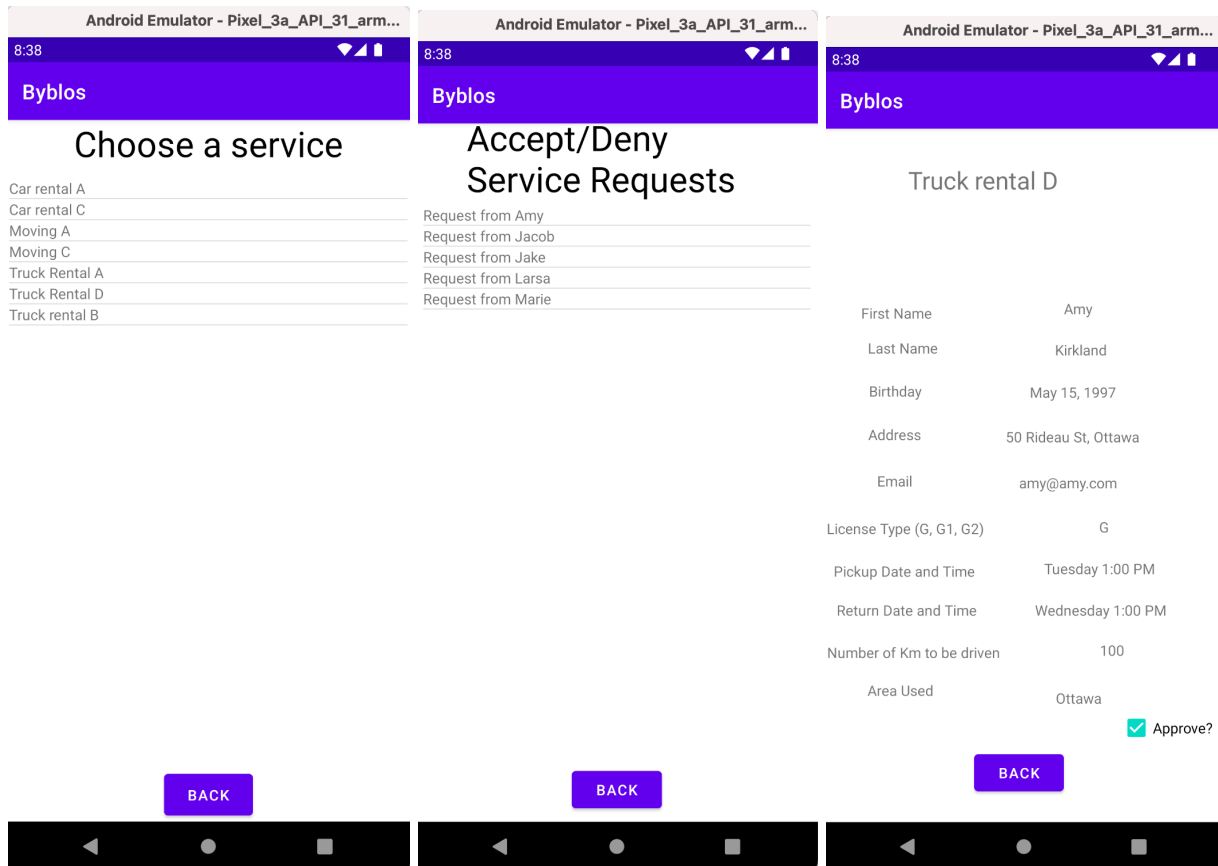 Android Emulator - Pixel_3a_API_31_arm...
8:38
Byblos
Choose a service
Car rental A
Car rental C
Moving A
Moving C
Truck Rental A
Truck Rental D
Truck rental B
BACK
Android Emulator - Pixel_3a_API_31_arm...
8:38
Byblos
Accept/Deny
Service Requests
Request from Amy
Request from Jacob
Request from Jake
Request from Larsa
Request from Marie
BACK
Android Emulator - Pixel_3a_API_31_arm...
8:38
Byblos
Truck rental D
First Name Amy
Last Name Kirkland
Birthday May 15, 1997
Address 50 Rideau St, Ottawa
Email amy@amy.com
License Type (G, G1, G2) G
Pickup Date and Time Tuesday 1:00 PM
Return Date and Time Wednesday 1:00 PM
Number of Km to be driven 100
Area Used Ottawa
Approve?
BACK